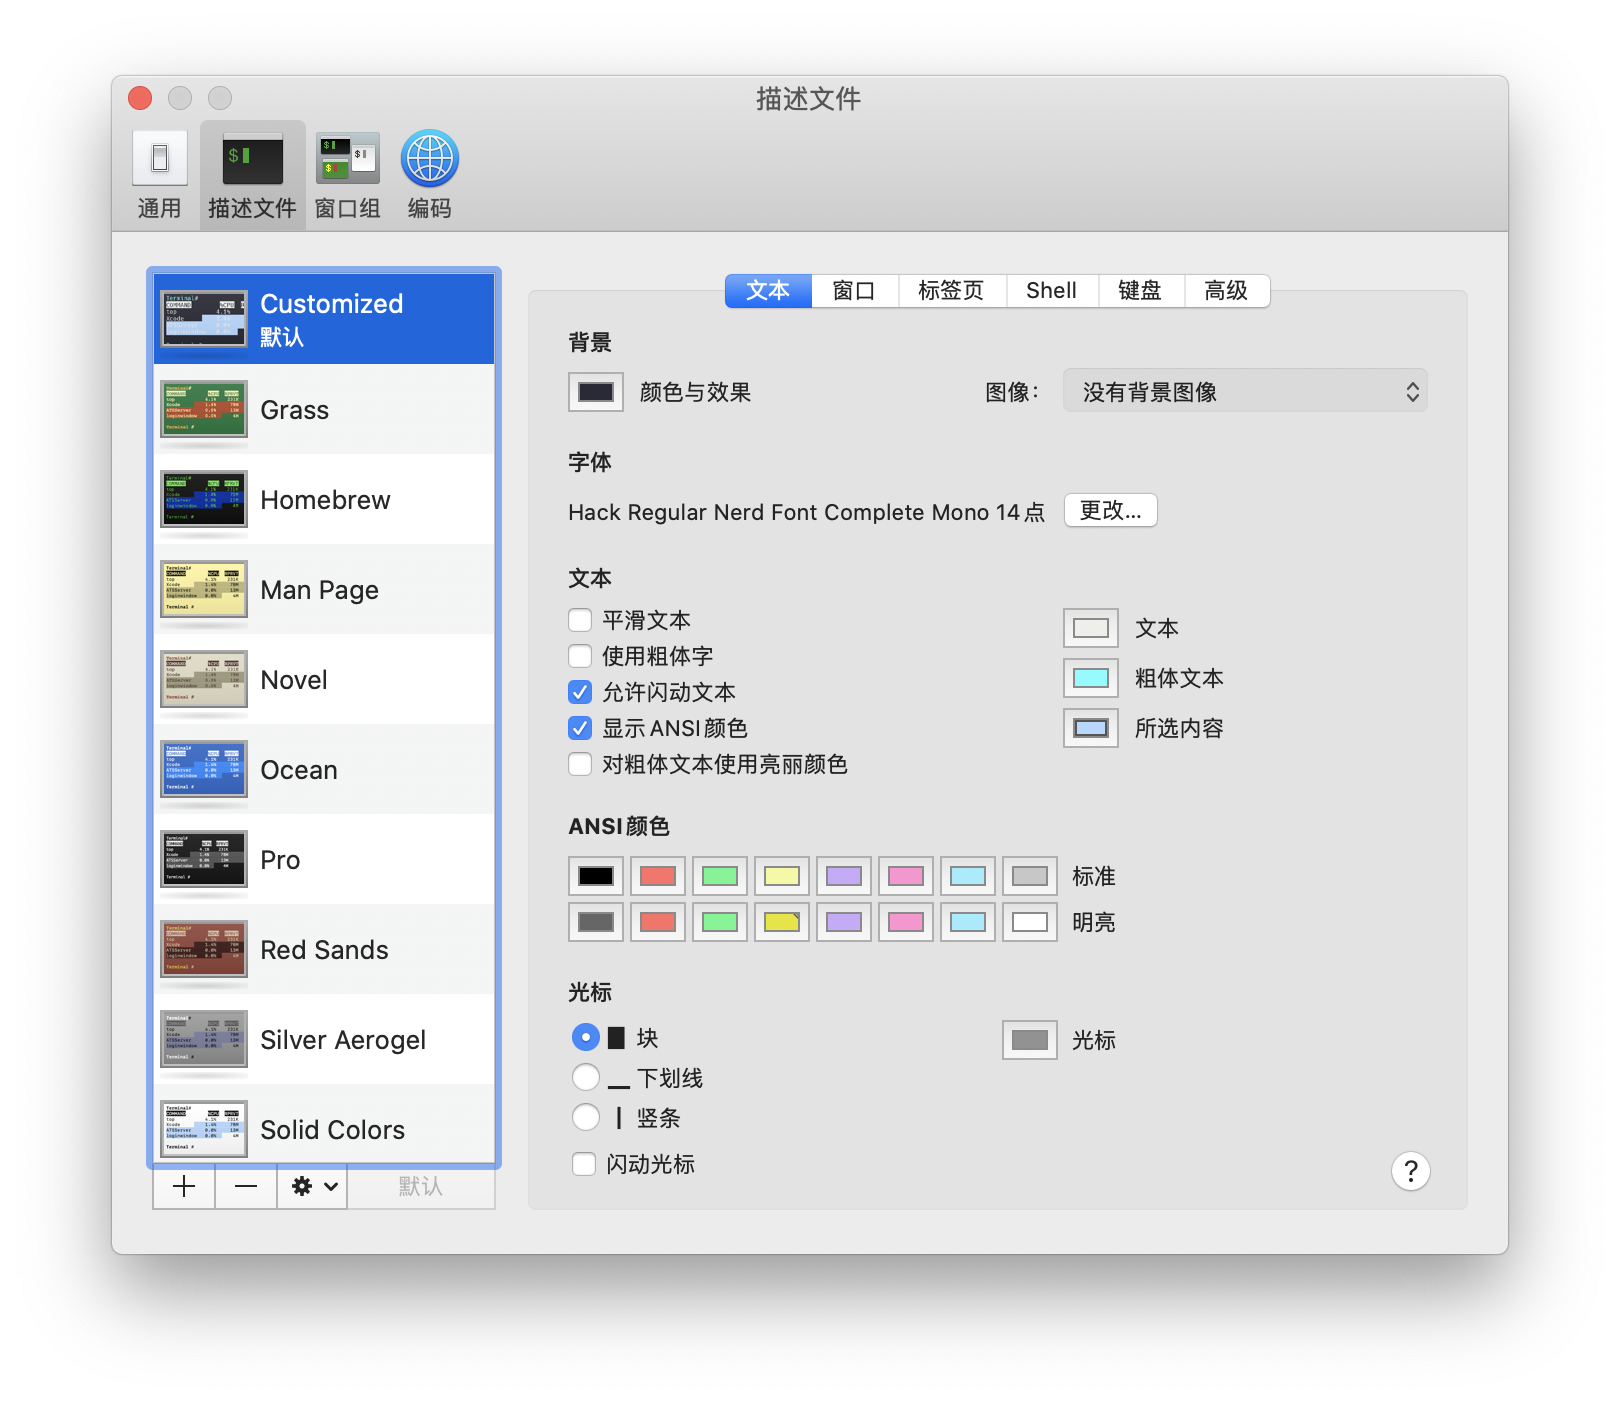 描述文件
通用
描述文件
窗口组
编码
Customized
默认
Grass
Homebrew
Man Page
Novel
Ocean
Pro
Red Sands
Silver Aerogel
Solid Colors
默认
文本
窗口
标签页
Shell
键盘
高级
背景
颜色与效果
图像：
没有背景图像
字体
Hack Regular Nerd Font Complete Mono 14点
更改...
文本
平滑文本
使用粗体字
允许闪动文本
显示 ANSI 颜色
对粗体文本使用亮丽颜色
文本
粗体文本
所选内容
ANSI 颜色
标准
明亮
光标
块
下划线
竖条
闪动光标
光标
?